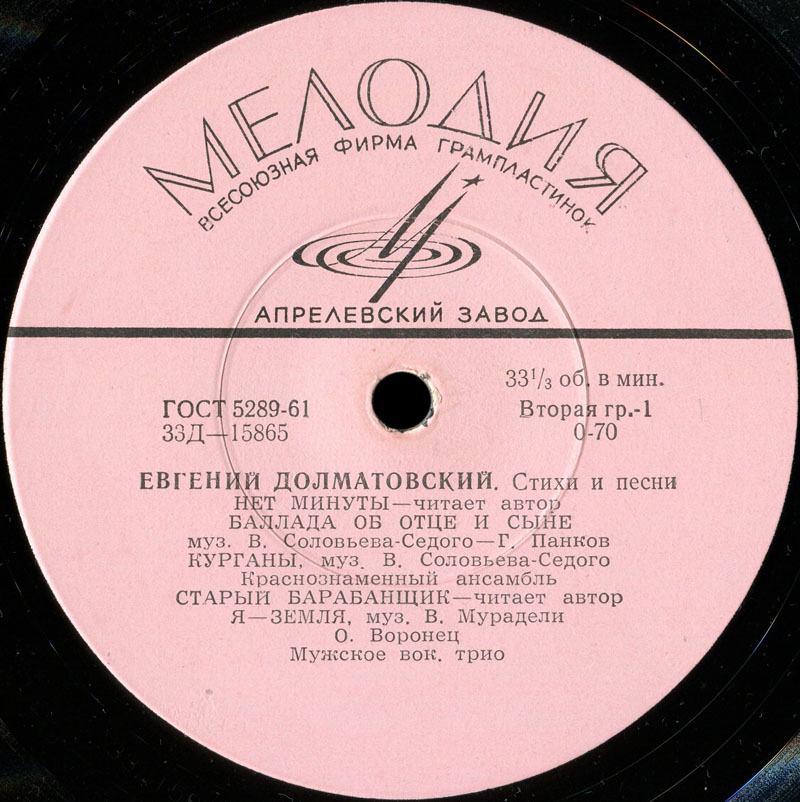 МЕЛОДИЯ
ВСЕСОЮЗНАЯ ФИРМА ГРАМПЛАСТИНОК
АПРЕЛЕВСКИЙ ЗАВОД
33 1/3 об. в мин.
ГОСТ 5289-61 Вторая гр.-1
33Д—15865 0-70
ЕВГЕНИЙ ДОЛМАТОВСКИЙ. Стихи и песни
НЕТ МИНУТЫ—читает автор
БАЛЛАДА ОБ ОТЦЕ И СЫНЕ
муз. В. Соловьева-Седого—Г. Панков
КУРГАНЫ, муз. В. Соловьева-Седого
Краснознаменный ансамбль
СТАРЫЙ БАРАБАНЩИК—читает автор
Я—ЗЕМЛЯ, муз. В. Мурадели
О. Воронец
Мужское вок. трио